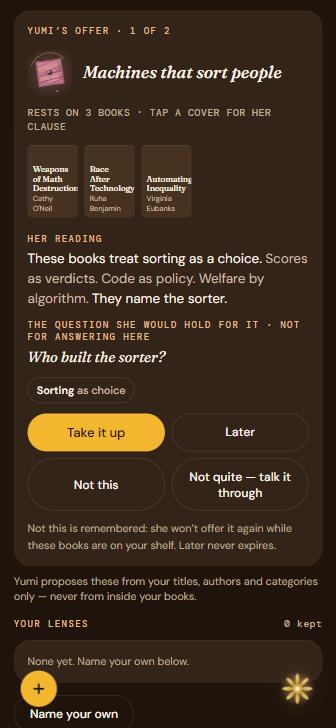 YUMI'S OFFER · 1 OF 2
Machines that sort people
RESTS ON 3 BOOKS · TAP A COVER FOR HER
CLAUSE
Weapons
of Math
Destruction
Cathy
O'Neil
Race
After
Technology
Ruha
Benjamin
Automating
Inequality
Virginia
Eubanks
HER READING
These books treat sorting as a choice. Scores
as verdicts. Code as policy. Welfare by
algorithm. They name the sorter.
THE QUESTION SHE WOULD HOLD FOR IT · NOT
FOR ANSWERING HERE
Who built the sorter?
Sorting as choice
Take it up
Later
Not this
Not quite — talk it
through
Not this is remembered: she won't offer it again while
these books are on your shelf. Later never expires.
Yumi proposes these from your titles, authors and categories
only — never from inside your books.
YOUR LENSES
0 kept
None yet. Name your own below.
+
Name your own